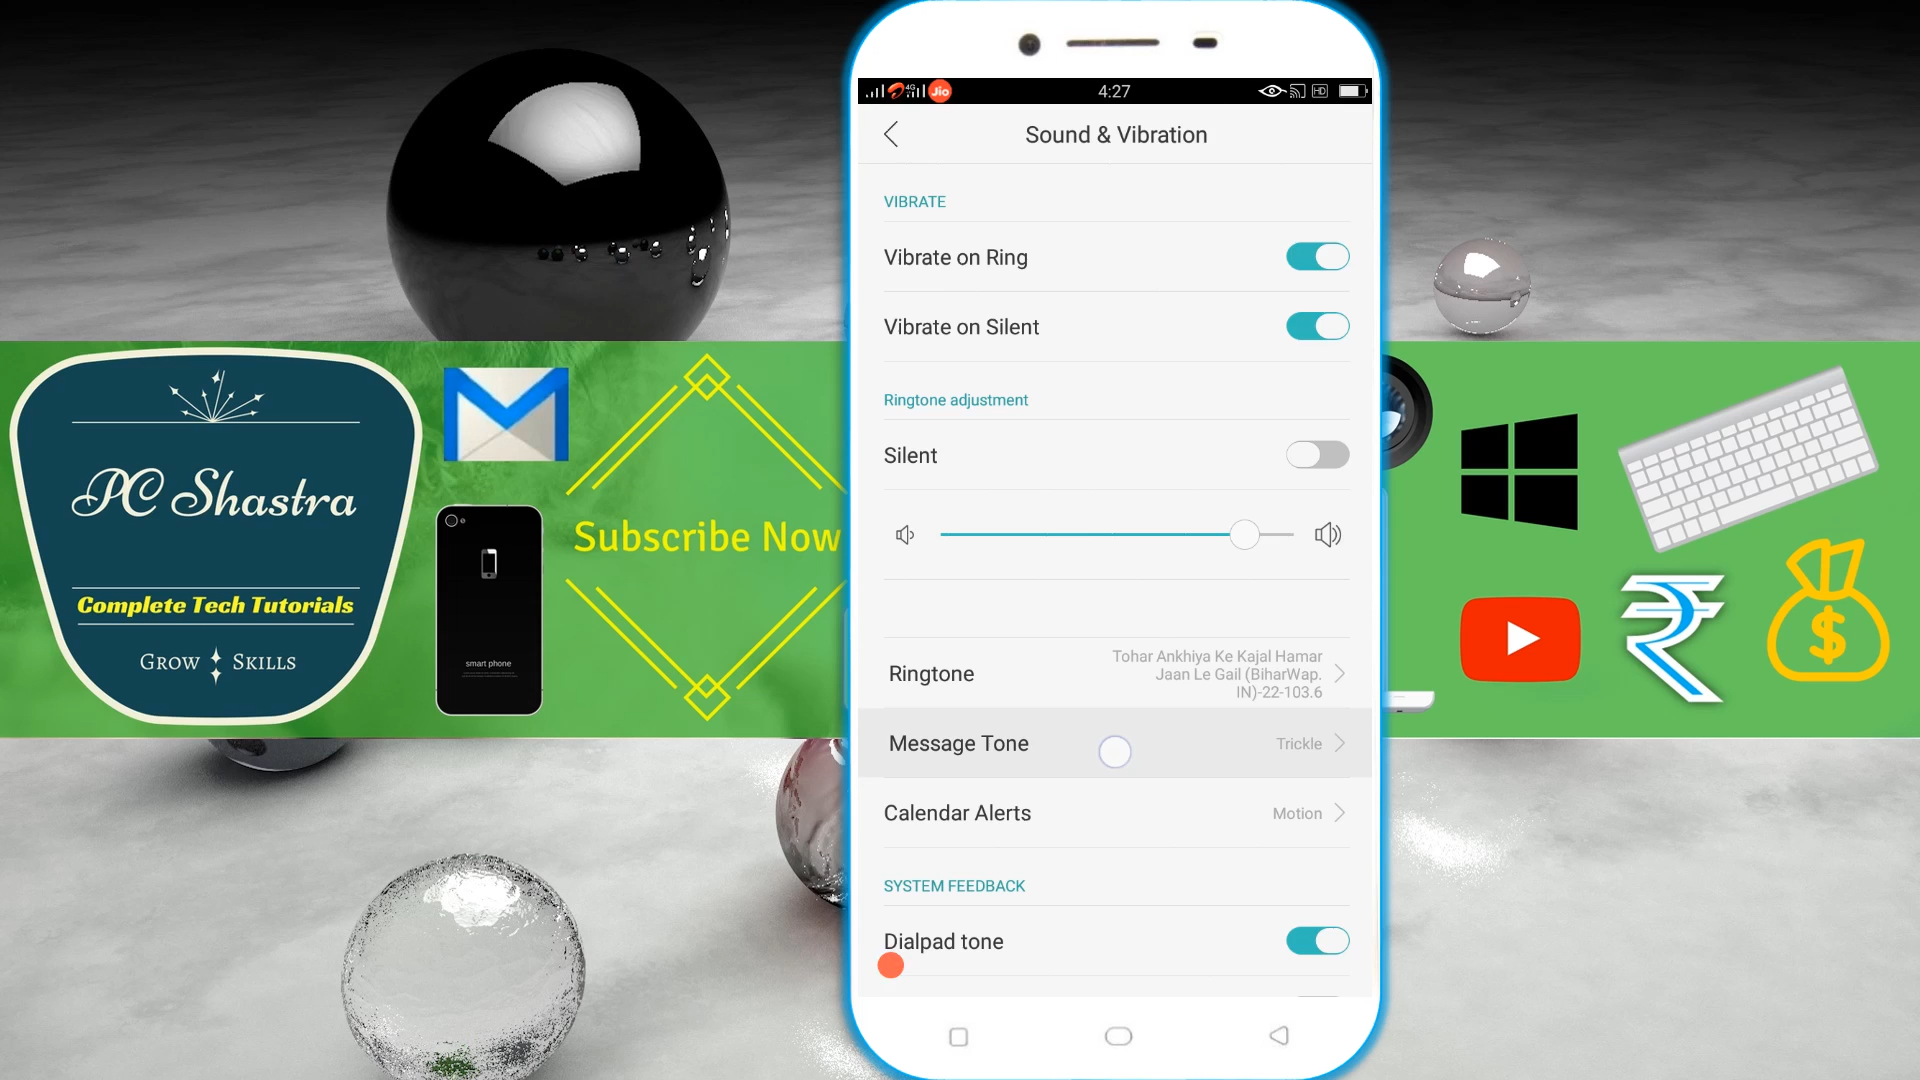 4G
Jio
4:27
HD
Sound & Vibration
VIBRATE
Vibrate on Ring
Vibrate on Silent
Ringtone adjustment
Silent
Ringtone
Tohar Ankhiya Ke Kajal Hamar
Jaan Le Gail (BiharWap.
IN)-22-103.6
Message Tone
Trickle
Calendar Alerts
Motion
SYSTEM FEEDBACK
Dialpad tone
PC Shastra
Complete Tech Tutorials
GROW SKILLS
smart phone
Subscribe Now